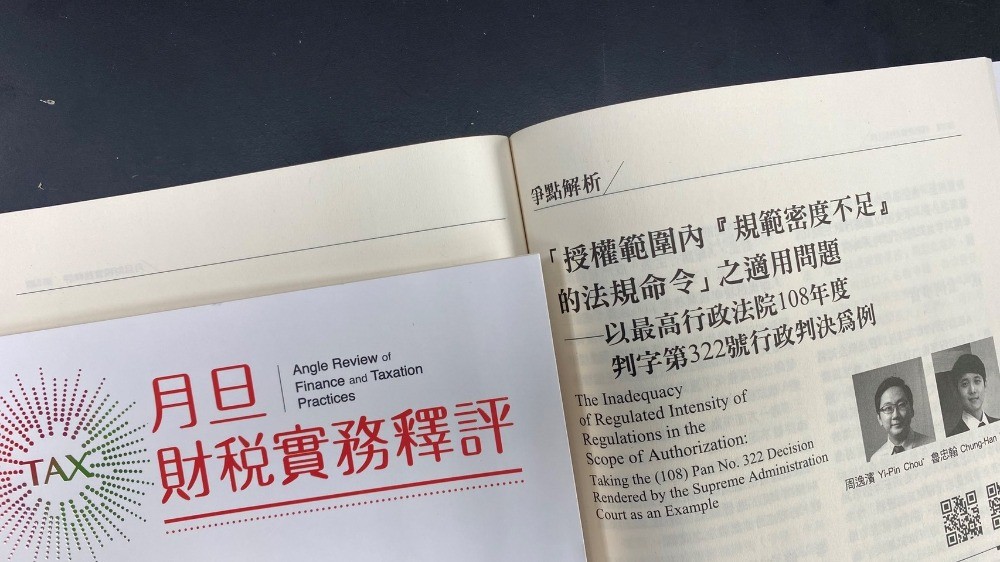 爭點解析
「授權範圍內『規範密度不足』
的法規命令」之適用問題
——以最高行政法院108年度
判字第322號行政判決爲例
The Inadequacy
of Regulated Intensity of
Regulations in the
Scope of Authorization:
Taking the (108) Pan No. 322 Decision
Rendered by the Supreme Administration
Court as an Example
周逸濱 Yi-Pin Chou* 魯忠翰 Chung-Han
TAX
月旦
財稅實務釋評
Angle Review of
Finance and Taxation
Practices